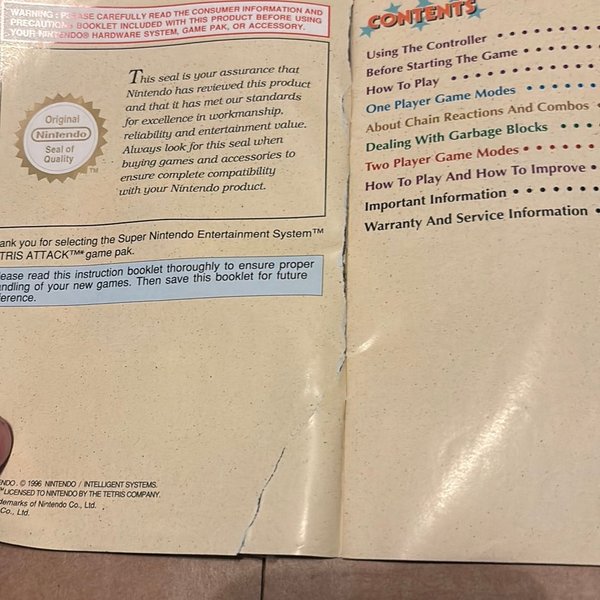 WARNING: PLEASE CAREFULLY READ THE CONSUMER INFORMATION AND
PRECAUTIONS BOOKLET INCLUDED WITH THIS PRODUCT BEFORE USING
YOUR NINTENDO® HARDWARE SYSTEM, GAME PAK, OR ACCESSORY.
This seal is your assurance that
Nintendo has reviewed this product
and that it has met our standards
for excellence in workmanship,
reliability and entertainment value.
Always look for this seal when
buying games and accessories to
ensure complete compatibility
with your Nintendo product.
Original
Nintendo
Seal of
Quality
TM
ank you for selecting the Super Nintendo Entertainment System™
TRIS ATTACK™ game pak.
lease read this instruction booklet thoroughly to ensure proper
ndling of your new games. Then save this booklet for future
ference.
NDO. © 1996 NINTENDO / INTELLIGENT SYSTEMS.
LICENSED TO NINTENDO BY THE TETRIS COMPANY.
demarks of Nintendo Co., Ltd.
Co., Ltd.
CONTENTS
Using The Controller
Before Starting The Game
How To Play
One Player Game Modes
About Chain Reactions And Combos
Dealing With Garbage Blocks
Two Player Game Modes
How To Play And How To Improve
Important Information
Warranty And Service Information